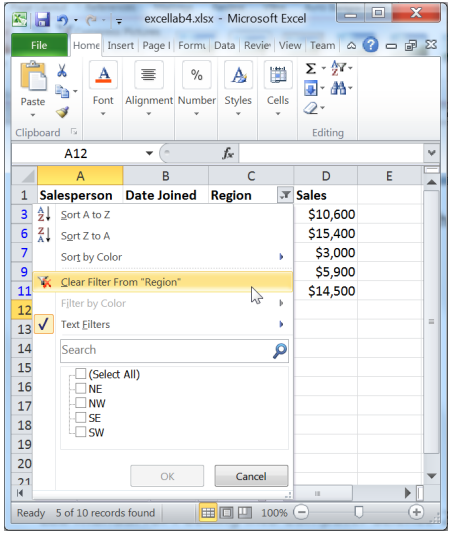 excellab4.xlsx - Microsoft Excel
File Home Insert Page l Formu Data Revie View Team
Paste Font Alignment Number Styles Cells
Clipboard Editing
A12 fx
A B C D E
1 Salesperson Date Joined Region Sales
3 Sort A to Z $10,600
6 Sort Z to A $15,400
7 Sort by Color $3,000
9 $5,900
11 Clear Filter From "Region" $14,500
12 Filter by Color
13 Text Filters
14 Search
15 (Select All)
16 NE
17 NW
18 SE
19 SW
20
21 OK Cancel
Ready 5 of 10 records found 100%